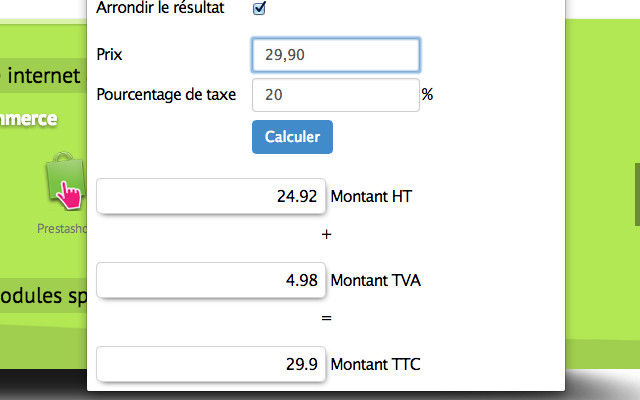 Arrondir le résultat
Prix 29,90
Pourcentage de taxe 20 %
Calculer
24.92 Montant HT
+
4.98 Montant TVA
=
29.9 Montant TTC
internet
mmerce
Prestasho
odules sp